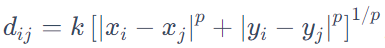 d_{ij} = k [|x_i − x_j|^p + |y_i − y_j|^p]^{1/p}